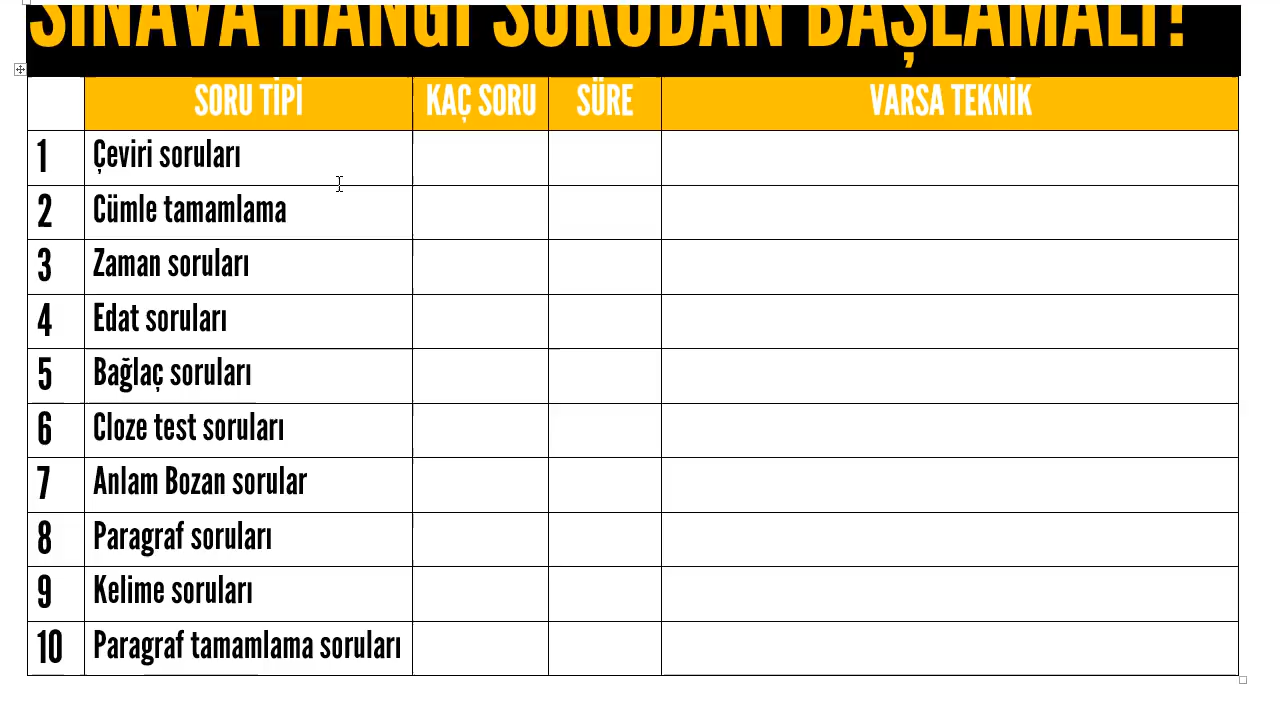 SINAVA HANGİ SORUDAN BAŞLAMALI?
SORU TİPİ KAÇ SORU SÜRE VARSA TEKNİK
1 Çeviri soruları
2 Cümle tamamlama
3 Zaman soruları
4 Edat soruları
5 Bağlaç soruları
6 Cloze test soruları
7 Anlam Bozan sorular
8 Paragraf soruları
9 Kelime soruları
10 Paragraf tamamlama soruları